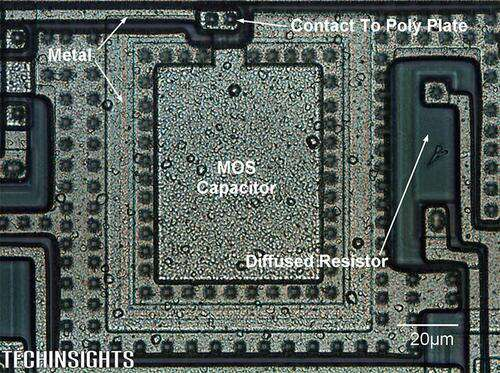 Contact To Poly Plate
Metal
MOS
Capacitor
Diffused Resistor
20µm
TECHINSIGHTS